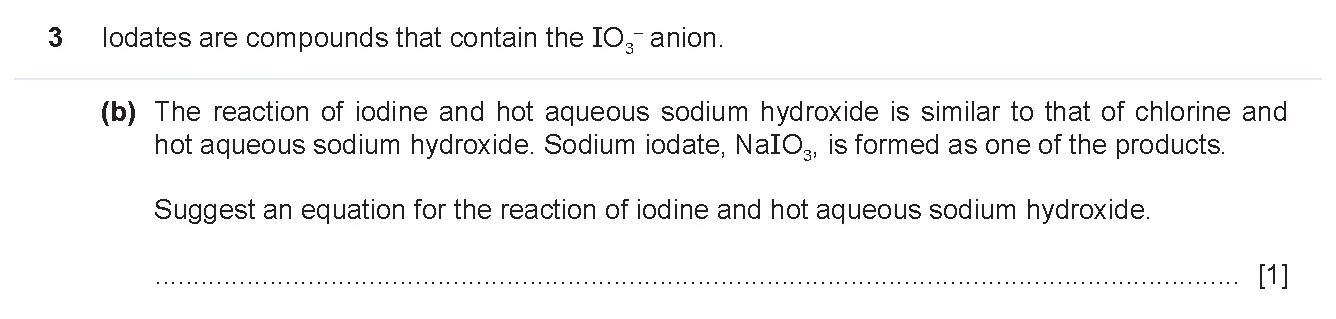 3 Iodates are compounds that contain the IO₃⁻ anion.
(b) The reaction of iodine and hot aqueous sodium hydroxide is similar to that of chlorine and
hot aqueous sodium hydroxide. Sodium iodate, NaIO₃, is formed as one of the products.
Suggest an equation for the reaction of iodine and hot aqueous sodium hydroxide.
.......................................................................................................................................... [1]